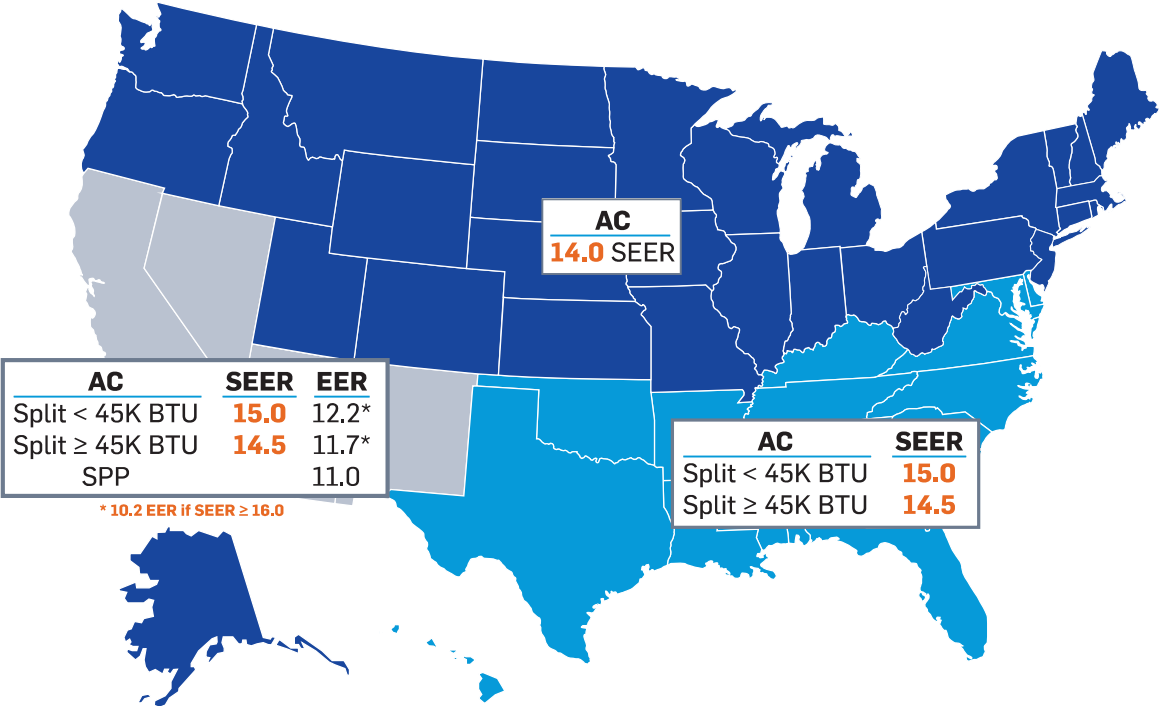 AC
14.0 SEER
AC SEER EER
Split < 45K BTU 15.0 12.2*
Split ≥ 45K BTU 14.5 11.7*
SPP 11.0
* 10.2 EER if SEER ≥ 16.0
AC SEER
Split < 45K BTU 15.0
Split ≥ 45K BTU 14.5